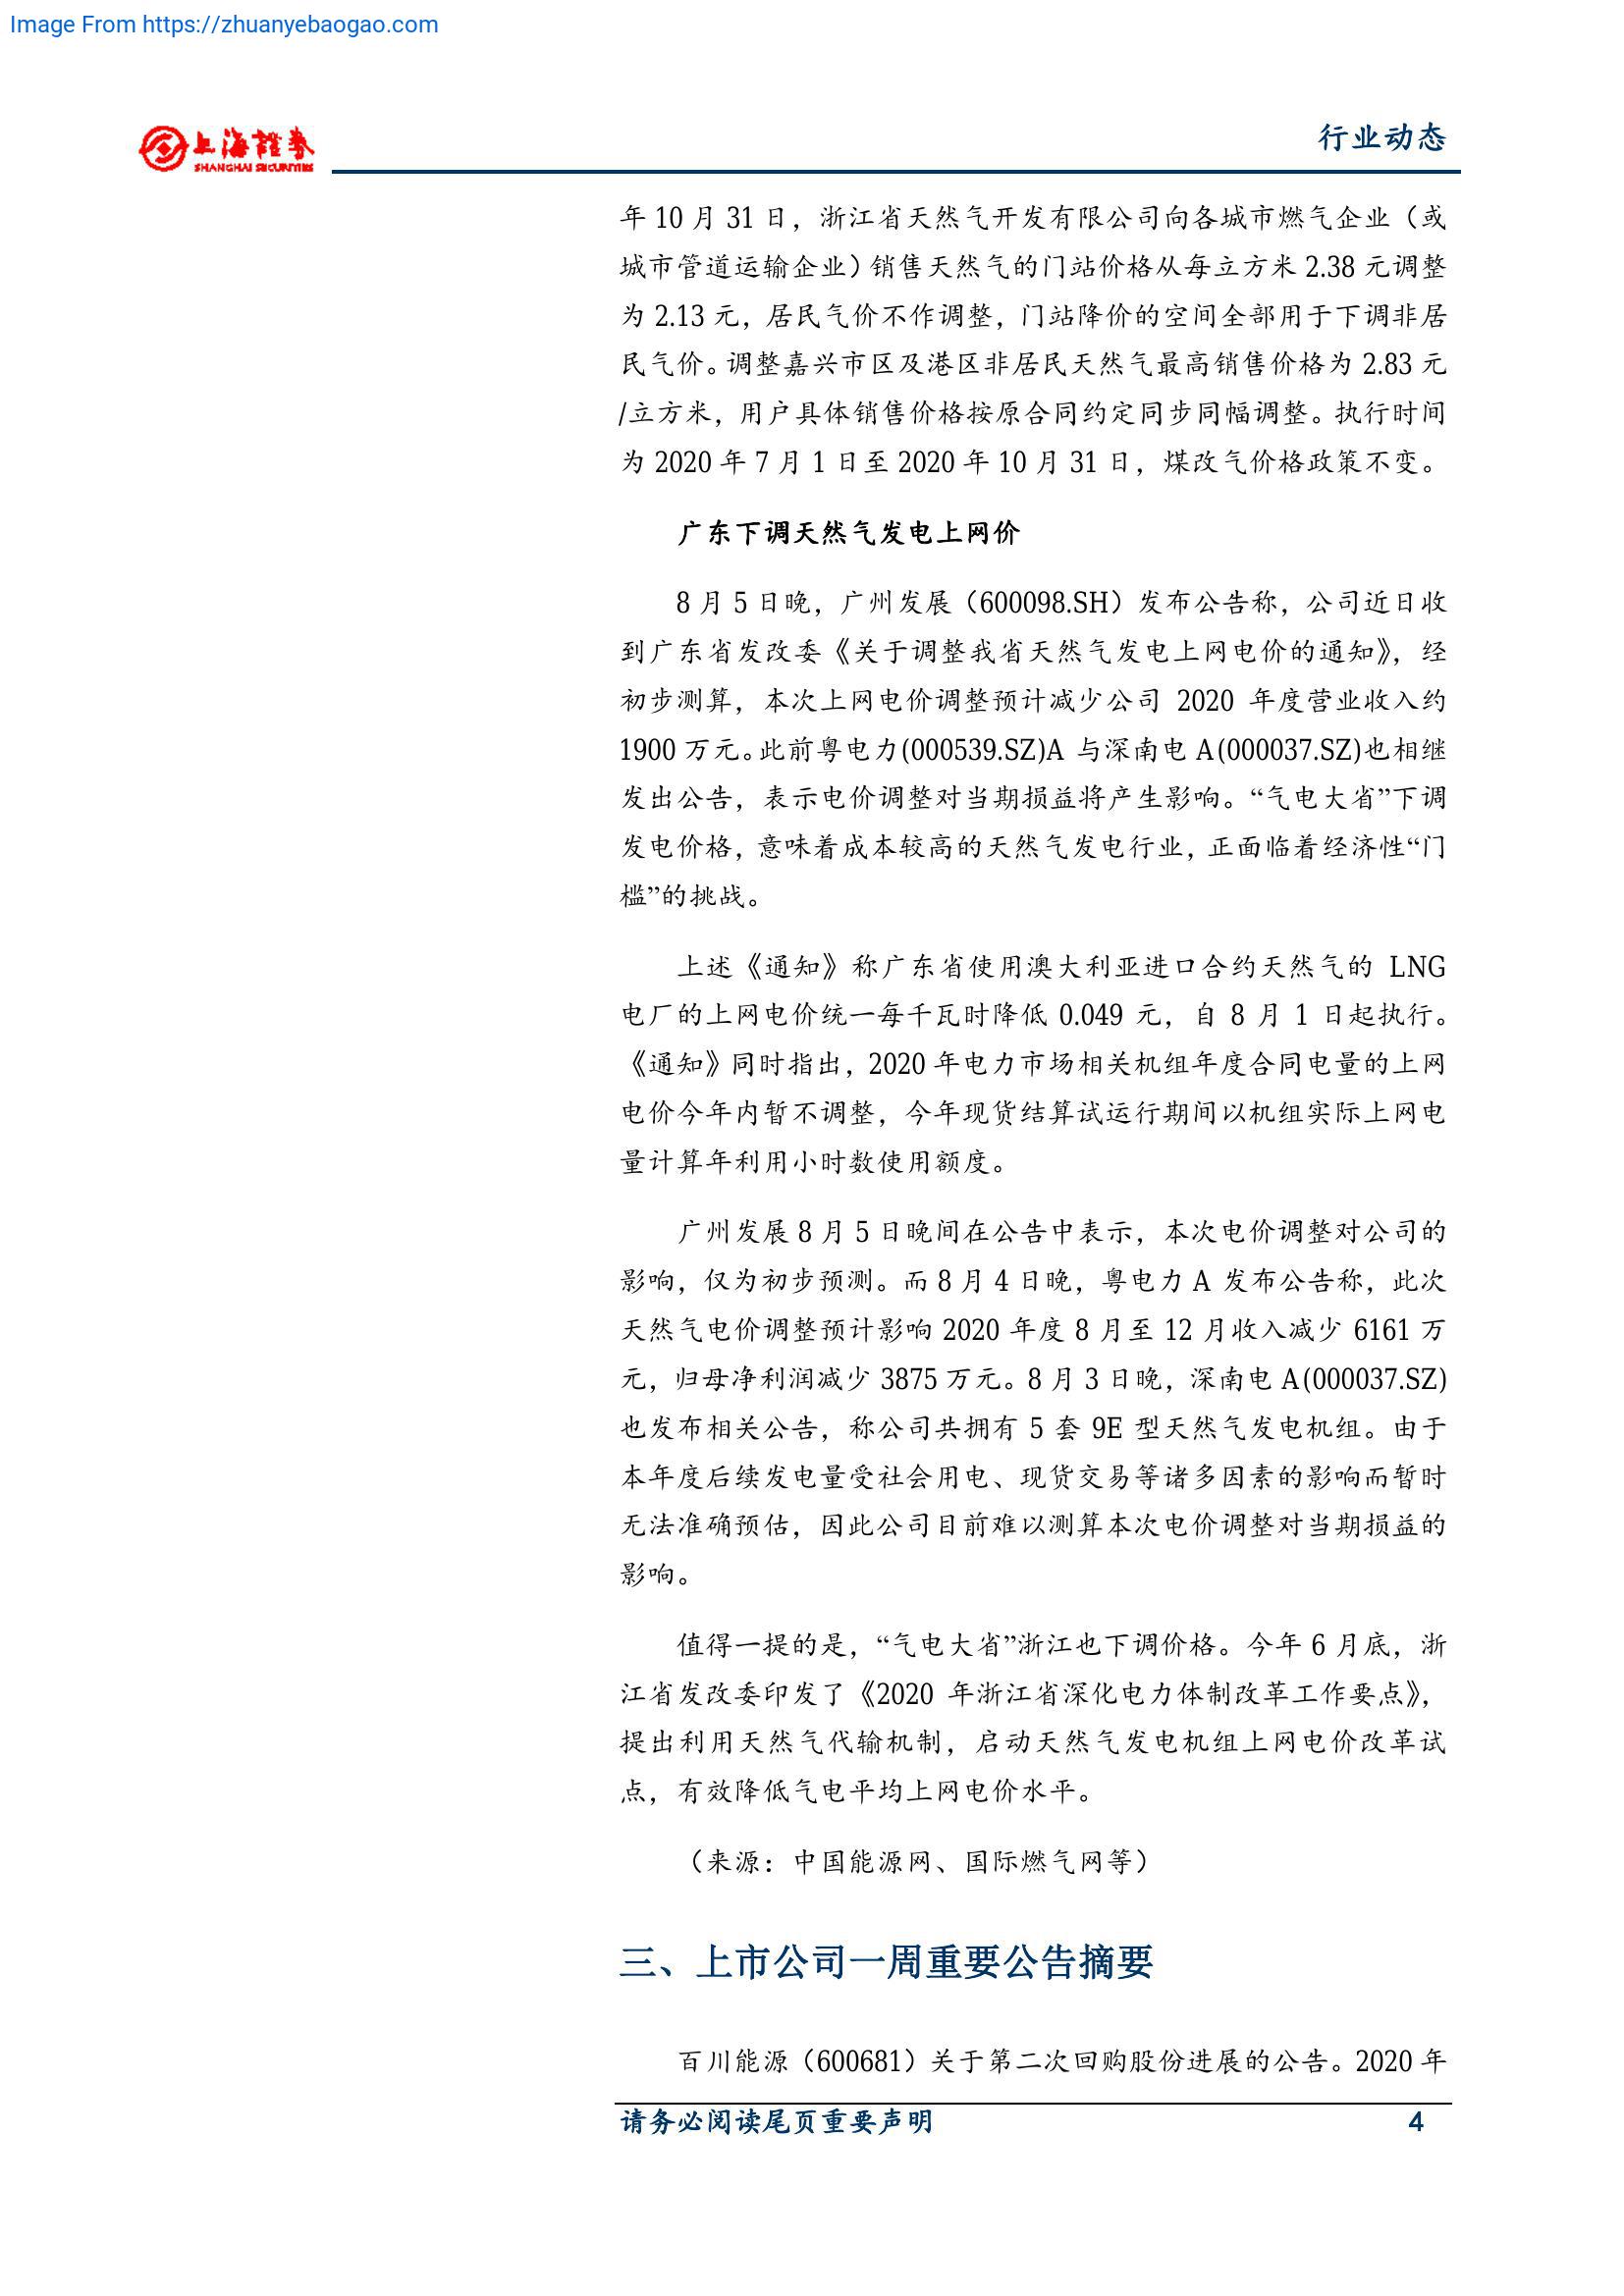 Image From https://zhuanyebaogao.com
上海證券
SHANGHAI SECURITIES
行业动态
年 10 月 31 日，浙江省天然气开发有限公司向各城市燃气企业（或
城市管道运输企业）销售天然气的门站价格从每立方米 2.38 元调整
为 2.13 元，居民气价不作调整，门站降价的空间全部用于下调非居
民气价。调整嘉兴市区及港区非居民天然气最高销售价格为 2.83 元
/立方米，用户具体销售价格按原合同约定同步同幅调整。执行时间
为 2020 年 7 月 1 日至 2020 年 10 月 31 日，煤改气价格政策不变。
广东下调天然气发电上网价
8 月 5 日晚，广州发展（600098.SH）发布公告称，公司近日收
到广东省发改委《关于调整我省天然气发电上网电价的通知》，经
初步测算，本次上网电价调整预计减少公司 2020 年度营业收入约
1900 万元。此前粤电力(000539.SZ)A 与深南电 A(000037.SZ)也相继
发出公告，表示电价调整对当期损益将产生影响。“气电大省”下调
发电价格，意味着成本较高的天然气发电行业，正面临着经济性“门
槛”的挑战。
上述《通知》称广东省使用澳大利亚进口合约天然气的 LNG
电厂的上网电价统一每千瓦时降低 0.049 元，自 8 月 1 日起执行。
《通知》同时指出，2020 年电力市场相关机组年度合同电量的上网
电价今年内暂不调整，今年现货结算试运行期间以机组实际上网电
量计算年利用小时数使用额度。
广州发展 8 月 5 日晚间在公告中表示，本次电价调整对公司的
影响，仅为初步预测。而 8 月 4 日晚，粤电力 A 发布公告称，此次
天然气电价调整预计影响 2020 年度 8 月至 12 月收入减少 6161 万
元，归母净利润减少 3875 万元。8 月 3 日晚，深南电 A(000037.SZ)
也发布相关公告，称公司共拥有 5 套 9E 型天然气发电机组。由于
本年度后续发电量受社会用电、现货交易等诸多因素的影响而暂时
无法准确预估，因此公司目前难以测算本次电价调整对当期损益的
影响。
值得一提的是，“气电大省”浙江也下调价格。今年 6 月底，浙
江省发改委印发了《2020 年浙江省深化电力体制改革工作要点》，
提出利用天然气代输机制，启动天然气发电机组上网电价改革试
点，有效降低气电平均上网电价水平。
（来源：中国能源网、国际燃气网等）
三、上市公司一周重要公告摘要
百川能源（600681）关于第二次回购股份进展的公告。2020 年
请务必阅读尾页重要声明 4